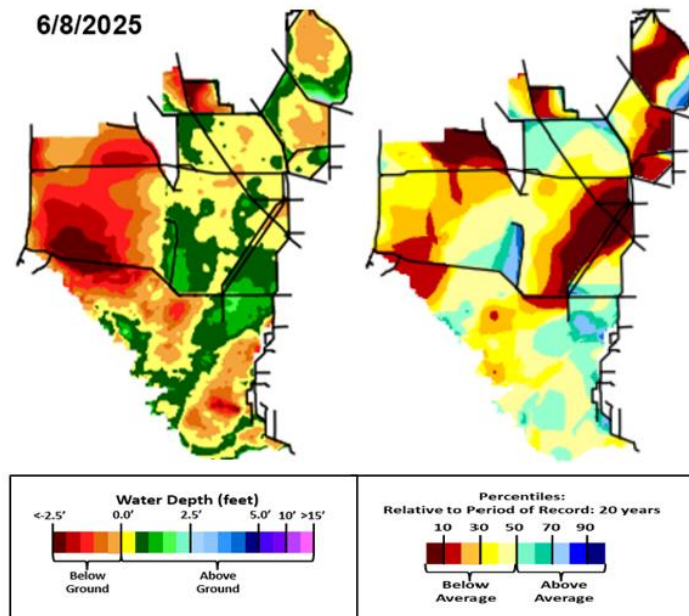 6/8/2025
Water Depth (feet)
<-2.5' 0.0' 2.5' 5.0' 10' >15'
Below
Ground
Above
Ground
Percentiles:
Relative to Period of Record: 20 years
10 30 50 70 90
Below
Average
Above
Average